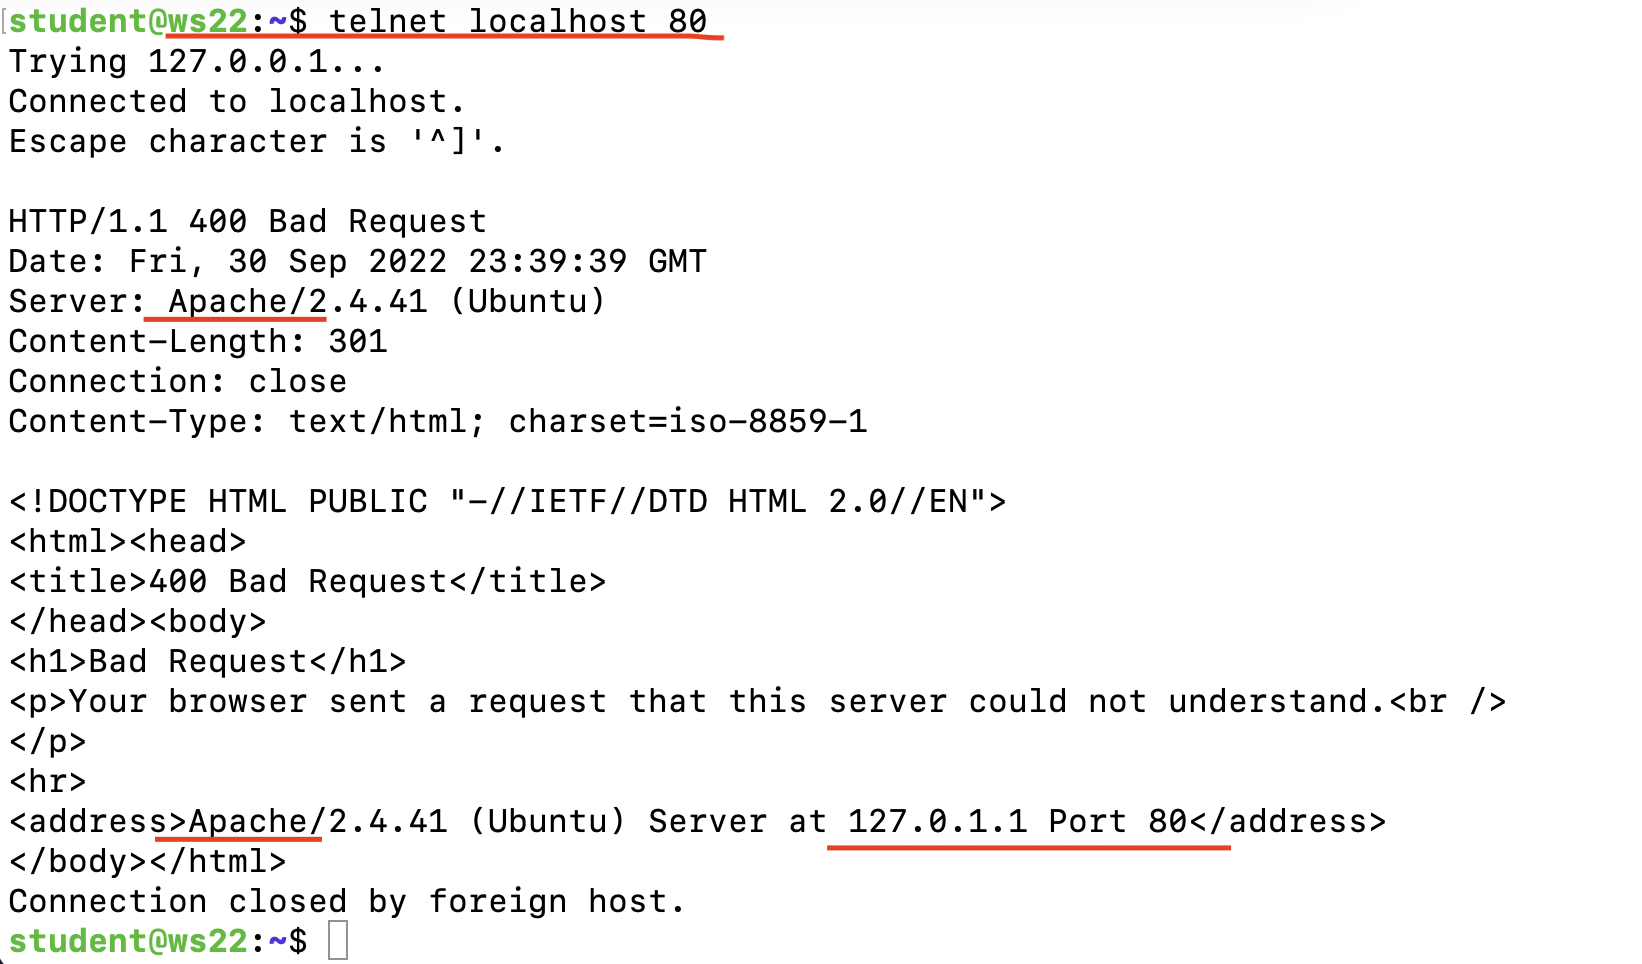 student@ws22:~$ telnet localhost 80
Trying 127.0.0.1...
Connected to localhost.
Escape character is '^]'.
HTTP/1.1 400 Bad Request
Date: Fri, 30 Sep 2022 23:39:39 GMT
Server: Apache/2.4.41 (Ubuntu)
Content-Length: 301
Connection: close
Content-Type: text/html; charset=iso-8859-1
<!DOCTYPE HTML PUBLIC "-//IETF//DTD HTML 2.0//EN">
<html><head>
<title>400 Bad Request</title>
</head><body>
<h1>Bad Request</h1>
<p>Your browser sent a request that this server could not understand.<br />
</p>
<hr>
<address>Apache/2.4.41 (Ubuntu) Server at 127.0.1.1 Port 80</address>
</body></html>
Connection closed by foreign host.
student@ws22:~$